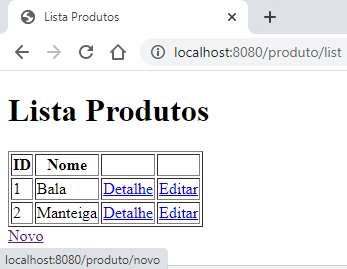 Lista Produtos
localhost:8080/produto/list
Lista Produtos
ID Nome
1 Bala Detalhe Editar
2 Manteiga Detalhe Editar
Novo
localhost:8080/produto/novo